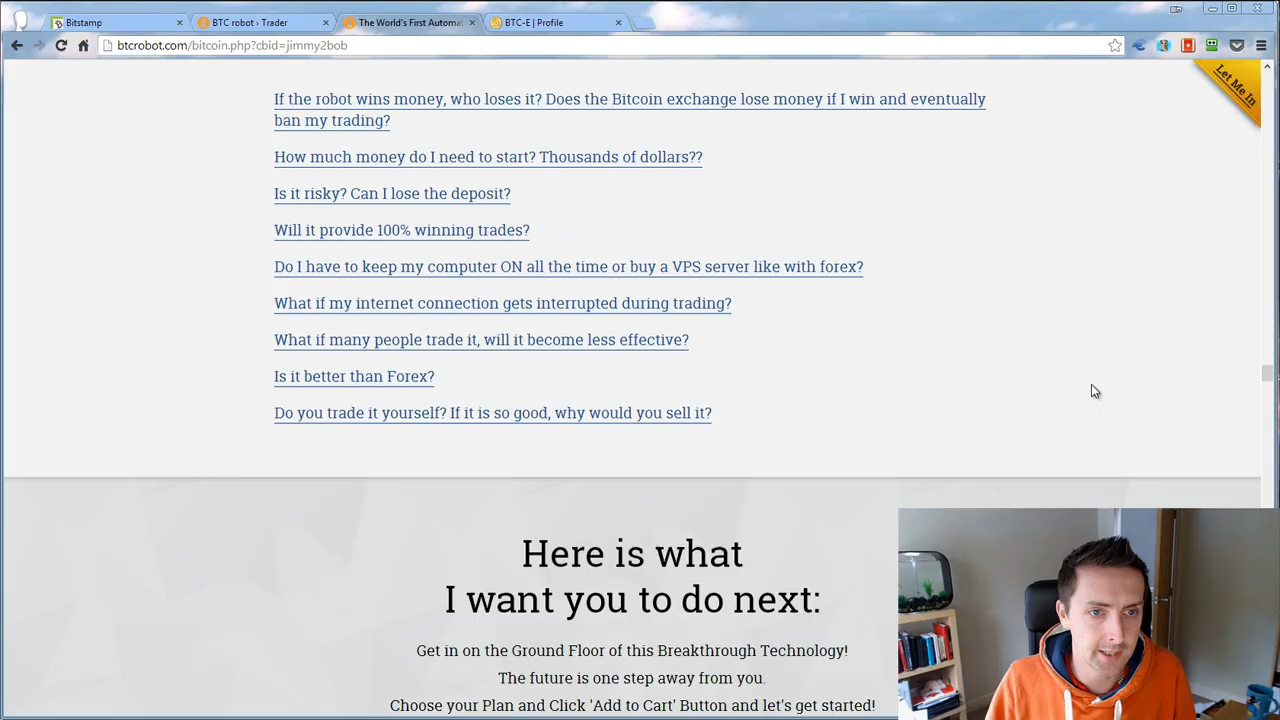 Bitstamp
BTC robot › Trader
The World's First Automat
BTC-E | Profile
btcrobot.com/bitcoin.php?cbid=jimmy2bob
Let Me In
If the robot wins money, who loses it? Does the Bitcoin exchange lose money if I win and eventually
ban my trading?
How much money do I need to start? Thousands of dollars??
Is it risky? Can I lose the deposit?
Will it provide 100% winning trades?
Do I have to keep my computer ON all the time or buy a VPS server like with forex?
What if my internet connection gets interrupted during trading?
What if many people trade it, will it become less effective?
Is it better than Forex?
Do you trade it yourself? If it is so good, why would you sell it?
Here is what
I want you to do next:
Get in on the Ground Floor of this Breakthrough Technology!
The future is one step away from you.
Choose your Plan and Click 'Add to Cart' Button and let's get started!